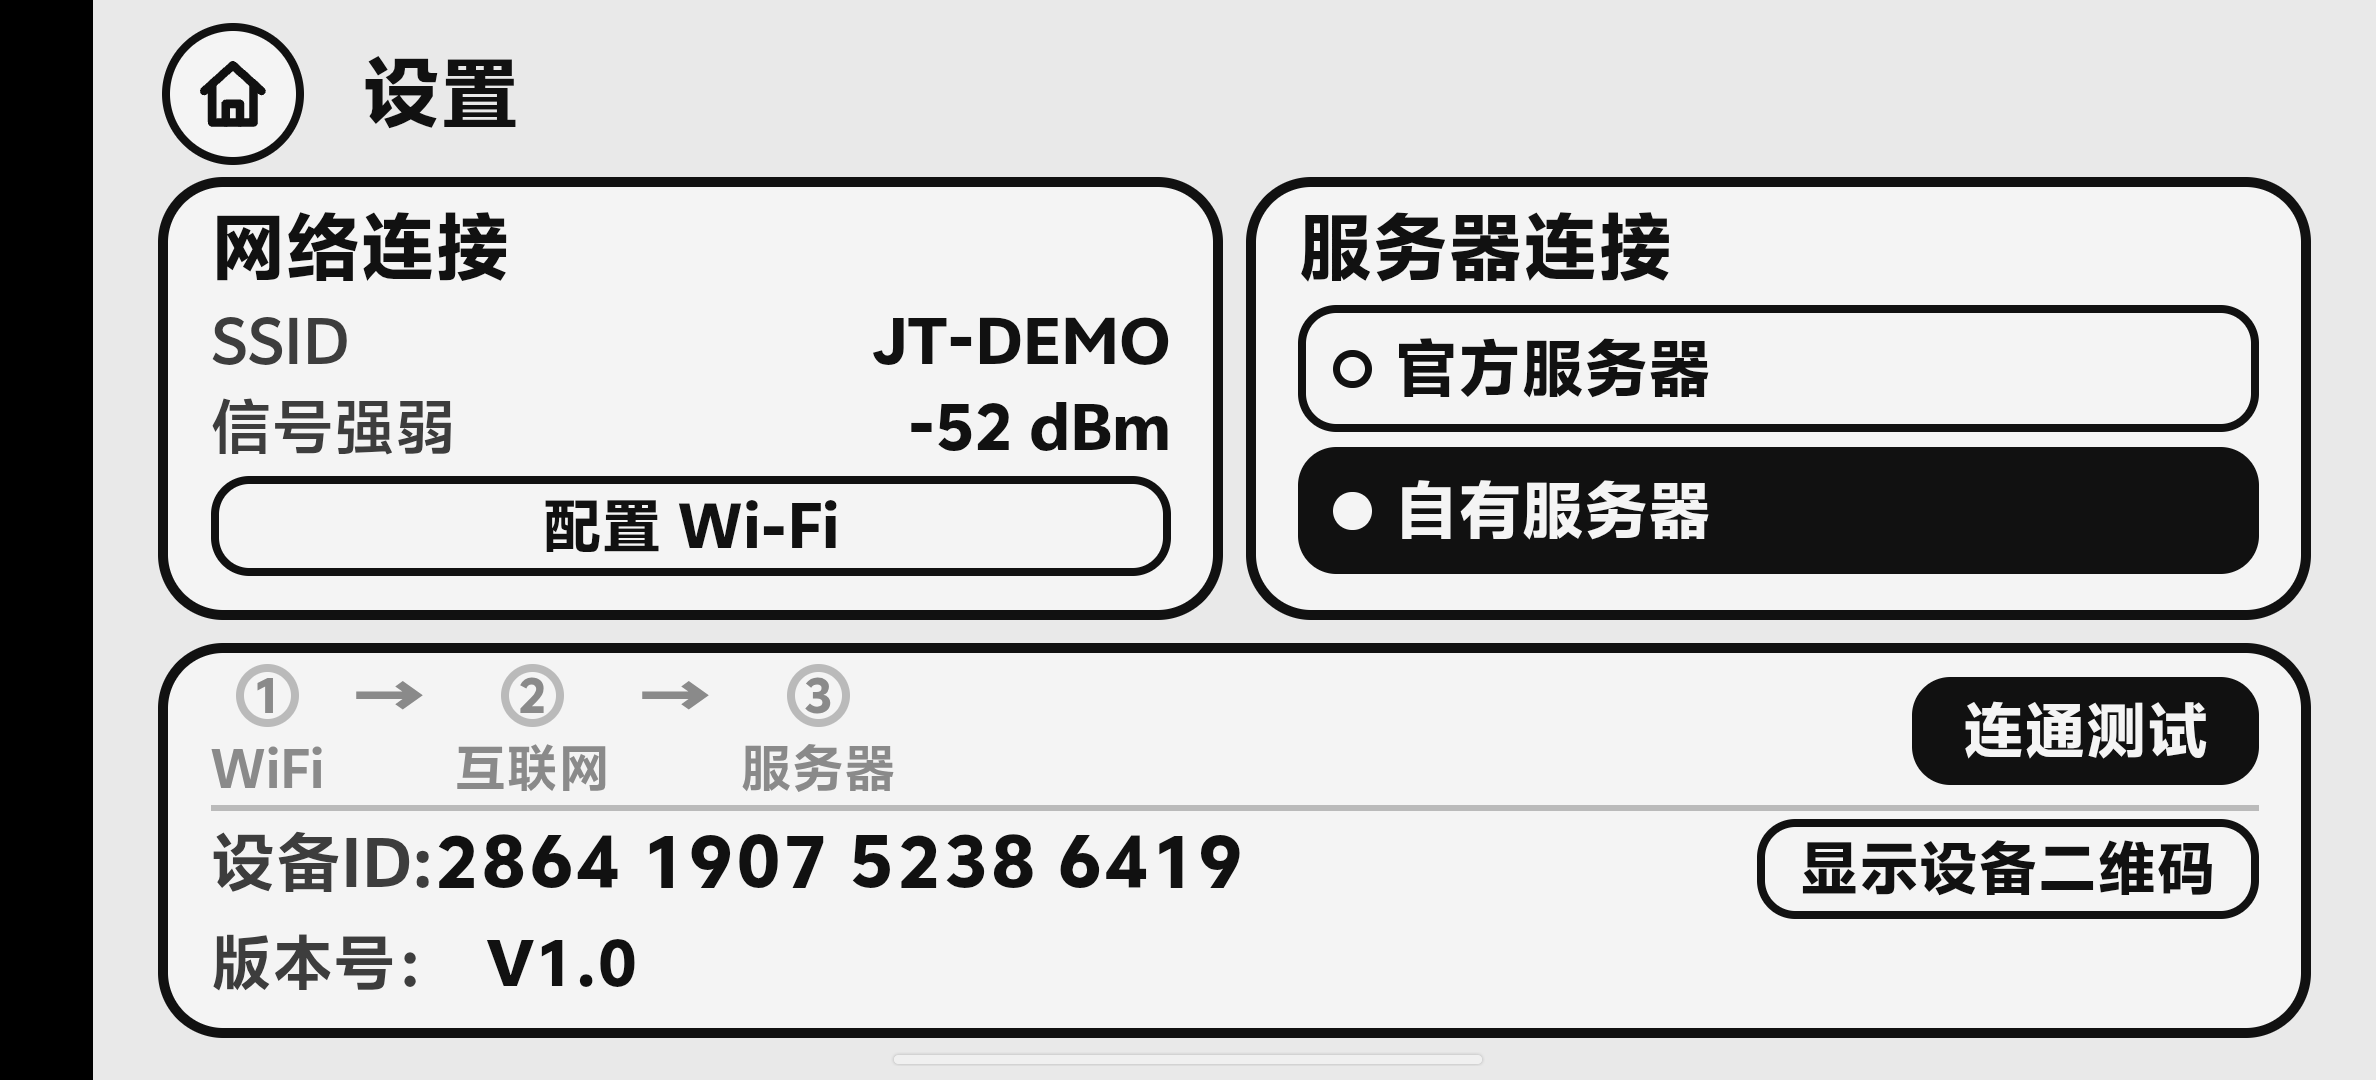 设置
网络连接
SSID JT-DEMO
信号强弱 -52 dBm
配置 Wi-Fi
服务器连接
官方服务器
自有服务器
1 → 2 → 3
WiFi 互联网 服务器
连通测试
设备ID:2864 1907 5238 6419
显示设备二维码
版本号: V1.0